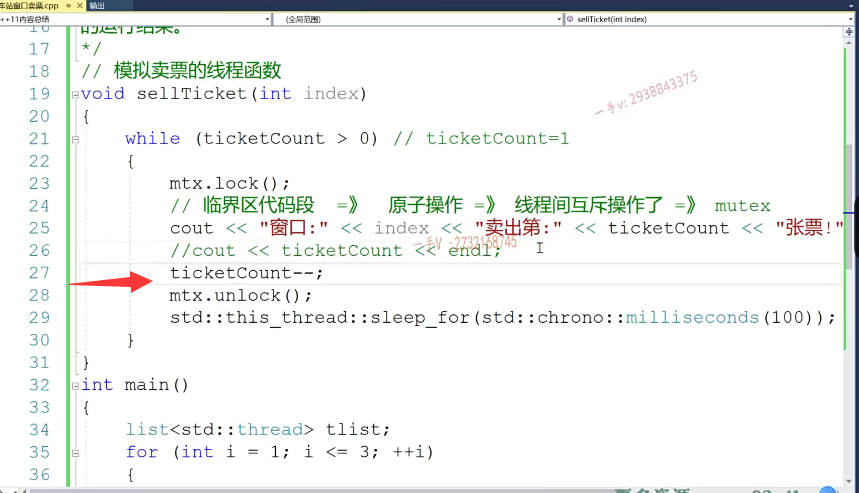 车站窗口卖票.cpp 输出
++11内容总结 (全局范围) sellTicket(int index)
16 的运行结果。
17 */
18 // 模拟卖票的线程函数
19 void sellTicket(int index)
20 {
21 while (ticketCount > 0) // ticketCount=1
22 {
23 mtx.lock();
24 // 临界区代码段 =》 原子操作 =》 线程间互斥操作了 =》 mutex
25 cout << "窗口:" << index << "卖出第:" << ticketCount << "张票!"
26 //cout << ticketCount << endl;
27 ticketCount--;
28 mtx.unlock();
29 std::this_thread::sleep_for(std::chrono::milliseconds(100));
30 }
31 }
32 int main()
33 {
34 list<std::thread> tlist;
35 for (int i = 1; i <= 3; ++i)
36 {
一手v: 2938843375
一手V :2732168745